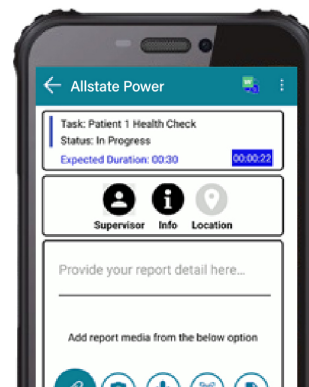 Allstate Power
Task: Patient 1 Health Check
Status: In Progress
Expected Duration: 00:30
00:00:22
Supervisor Info Location
Provide your report detail here...
Add report media from the below option